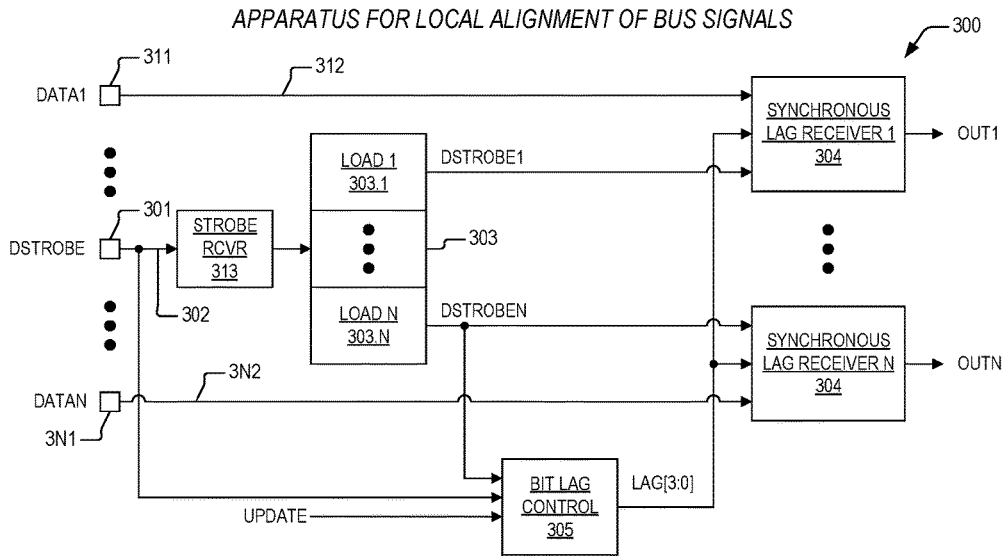 APPARATUS FOR LOCAL ALIGNMENT OF BUS SIGNALS
300
311
312
DATA1
SYNCHRONOUS
LAG RECEIVER 1
304
OUT1
LOAD 1
303.1
DSTROBE1
301
DSTROBE
STROBE
RCVR
313
303
302
LOAD N
303.N
DSTROBEN
SYNCHRONOUS
LAG RECEIVER N
304
OUTN
DATAN
3N2
3N1
BIT LAG
CONTROL
305
LAG[3:0]
UPDATE